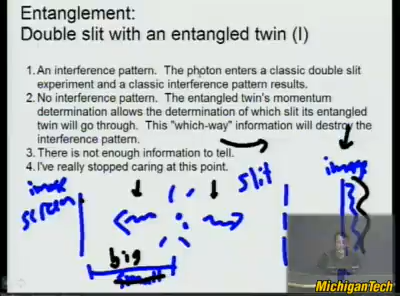 Entanglement:
Double slit with an entangled twin (I)
1. An interference pattern. The photon enters a classic double slit
experiment and a classic interference pattern results.
2. No interference pattern. The entangled twin's momentum
determination allows the determination of which slit its entangled
twin will go through. This "which-way" information will destroy the
interference pattern.
3. There is not enough information to tell.
4. I've really stopped caring at this point.
image
screen
slit
image
big
small
MichiganTech